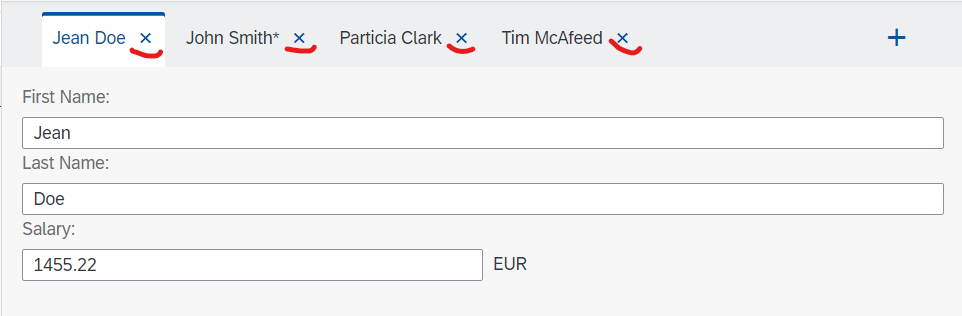 Jean Doe × John Smith* × Particia Clark × Tim McAfeed × +
First Name:
Jean
Last Name:
Doe
Salary:
1455.22 EUR